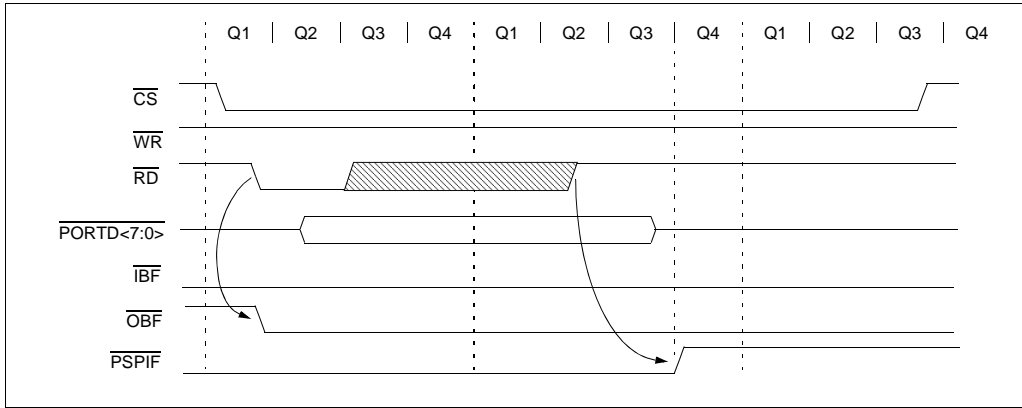 Q1 | Q2 | Q3 | Q4 Q1 | Q2 | Q3 Q4 Q1 | Q2 | Q3 | Q4
CS
WR
RD
PORTD<7:0>
IBF
OBF
PSPIF